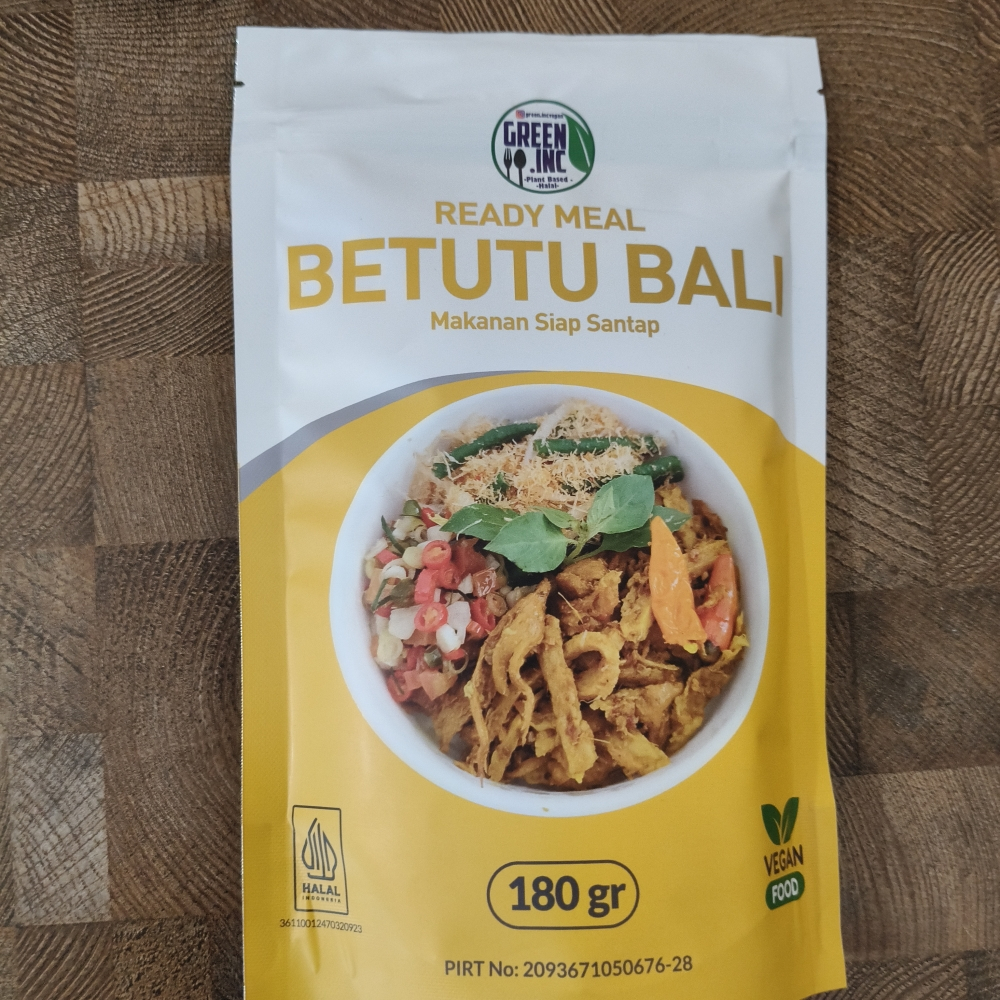 GREEN
.INC
-Plant Based-
-Halal-
READY MEAL
BETUTU BALI
Makanan Siap Santap
HALAL
INDONESIA
36110012470320923
VEGAN
FOOD
180 gr
PIRT No: 2093671050676-28